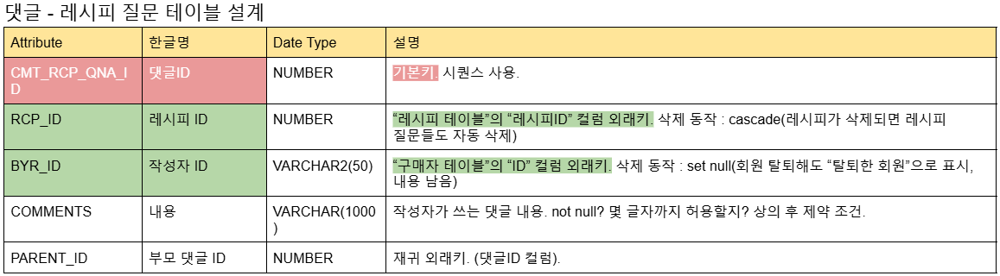 댓글 - 레시피 질문 테이블 설계
Attribute 한글명 Date Type 설명
CMT_RCP_QNA_I
D
댓글ID NUMBER 기본키. 시퀀스 사용.
RCP_ID 레시피 ID NUMBER “레시피 테이블”의 “레시피ID” 컬럼 외래키. 삭제 동작 : cascade(레시피가 삭제되면 레시피
질문들도 자동 삭제)
BYR_ID 작성자 ID VARCHAR2(50) “구매자 테이블”의 “ID” 컬럼 외래키. 삭제 동작 : set null(회원 탈퇴해도 “탈퇴한 회원”으로 표시,
내용 남음)
COMMENTS 내용 VARCHAR(1000
)
작성자가 쓰는 댓글 내용. not null? 몇 글자까지 허용할지? 상의 후 제약 조건.
PARENT_ID 부모 댓글 ID NUMBER 재귀 외래키. (댓글ID 컬럼).